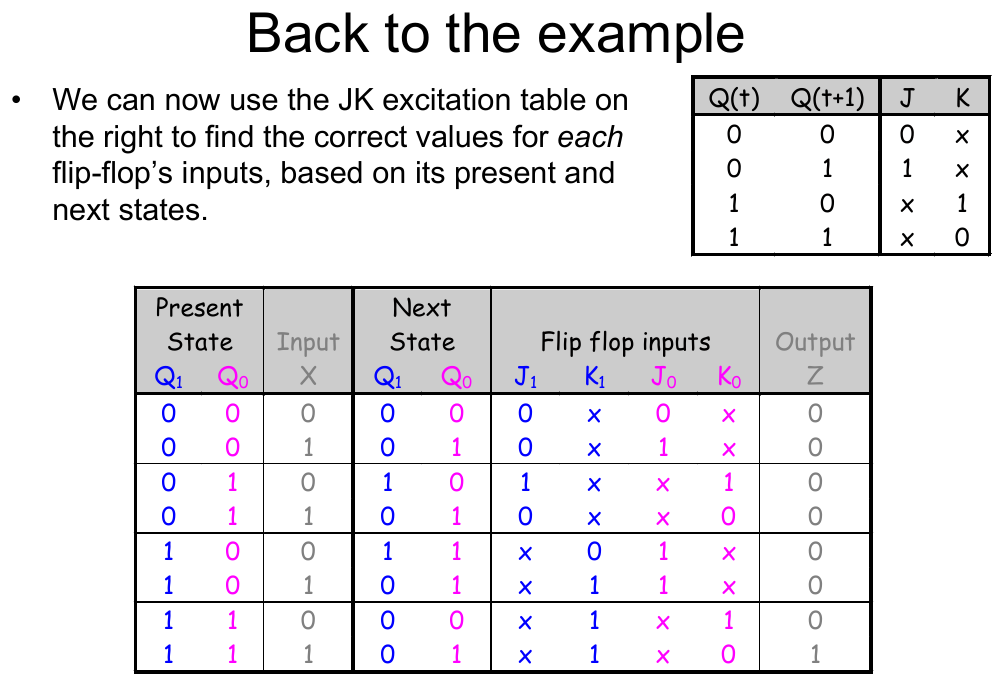 Back to the example
• We can now use the JK excitation table on
the right to find the correct values for each
flip-flop’s inputs, based on its present and
next states.
Q(t) Q(t+1) J K
0 0 0 x
0 1 1 x
1 0 x 1
1 1 x 0
Present Next
State Input State Flip flop inputs Output
Q1 Q0 X Q1 Q0 J1 K1 J0 K0 Z
0 0 0 0 0 0 x 0 x 0
0 0 1 0 1 0 x 1 x 0
0 1 0 1 0 1 x x 1 0
0 1 1 0 1 0 x x 0 0
1 0 0 1 1 x 0 1 x 0
1 0 1 0 1 x 1 1 x 0
1 1 0 0 0 x 1 x 1 0
1 1 1 0 1 x 1 x 0 1